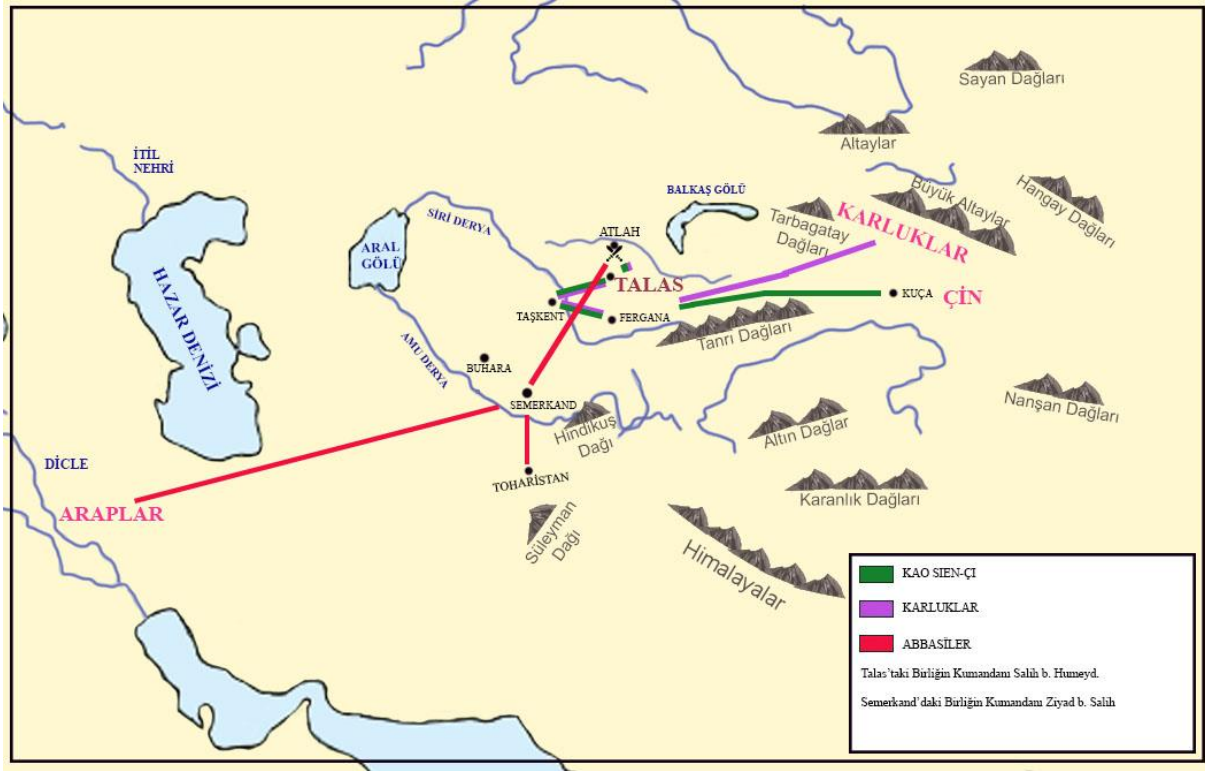 Sayan Dağları
Altaylar
İTİL
NEHRİ
Büyük Altaylar
Hangay Dağları
BALKAŞ GÖLÜ
Tarbagatay
Dağları
KARLUKLAR
SİRİ DERYA
ATLAH
ARAL
GÖLÜ
HAZAR DENİZİ
TALAS
KUÇA
ÇİN
TAŞKENT
FERGANA
Tanrı Dağları
AMU DERYA
BUHARA
SEMERKAND
Hindikuş
Dağı
Altın Dağlar
Nanşan Dağları
DİCLE
TOHARİSTAN
Karanlık Dağları
ARAPLAR
Süleyman
Dağı
Himalayalar
KAO SIEN-ÇI
KARLUKLAR
ABBASİLER
Talas'taki Birliğin Kumandanı Salih b. Humeyd.
Semerkand'daki Birliğin Kumandanı Ziyad b. Salih